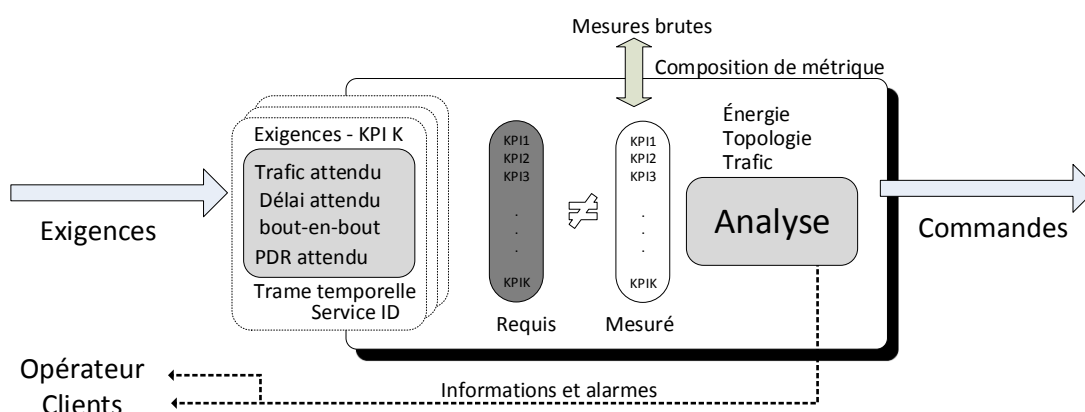 Mesures brutes
Composition de métrique
Exigences - KPI K
Trafic attendu
Délai attendu
bout-en-bout
PDR attendu
Trame temporelle
Service ID
Exigences
KPI1
KPI2
KPI3
.
.
.
KPIK
Requis
≠
KPI1
KPI2
KPI3
.
.
.
KPIK
Mesuré
Énergie
Topologie
Trafic
Analyse
Commandes
Opérateur
Clients
Informations et alarmes